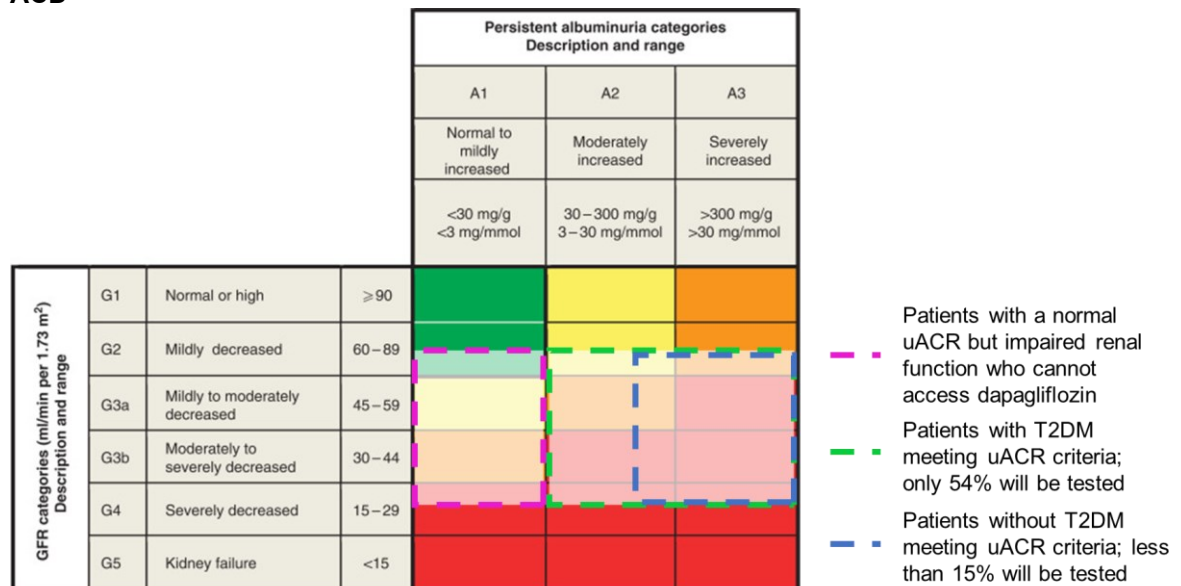 Persistent albuminuria categories
Description and range
A1
A2
A3
Normal to
mildly
increased
Moderately
increased
Severely
increased
<30 mg/g
<3 mg/mmol
30–300 mg/g
3–30 mg/mmol
>300 mg/g
>30 mg/mmol
GFR categories (ml/min per 1.73 m²)
Description and range
G1
Normal or high
⩾90
G2
Mildly decreased
60–89
G3a
Mildly to moderately
decreased
45–59
G3b
Moderately to
severely decreased
30–44
G4
Severely decreased
15–29
G5
Kidney failure
<15
Patients with a normal
uACR but impaired renal
function who cannot
access dapagliflozin
Patients with T2DM
meeting uACR criteria;
only 54% will be tested
Patients without T2DM
meeting uACR criteria; less
than 15% will be tested